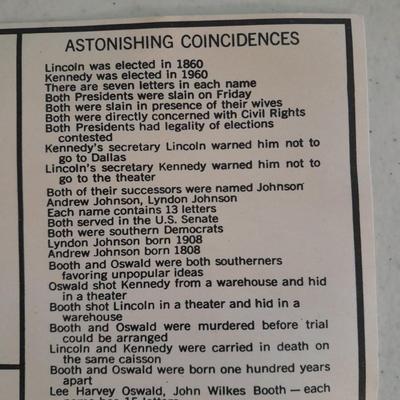 ASTONISHING COINCIDENCES
Lincoln was elected in 1860
Kennedy was elected in 1960
There are seven letters in each name
Both Presidents were slain on Friday
Both were slain in presence of their wives
Both were directly concerned with Civil Rights
Both Presidents had legality of elections
contested
Kennedy's secretary Lincoln warned him not to
go to Dallas
Lincoln's secretary Kennedy warned him not to
go to the theater
Both of their successors were named Johnson
Andrew Johnson, Lyndon Johnson
Each name contains 13 letters
Both served in the U.S. Senate
Both were southern Democrats
Lyndon Johnson born 1908
Andrew Johnson born 1808
Booth and Oswald were both southerners
favoring unpopular ideas
Oswald shot Kennedy from a warehouse and hid
in a theater
Booth shot Lincoln in a theater and hid in a
warehouse
Booth and Oswald were murdered before trial
could be arranged
Lincoln and Kennedy were carried in death on
the same caisson
Booth and Oswald were born one hundred years
apart
Lee Harvey Oswald, John Wilkes Booth — each
name has 15 letters